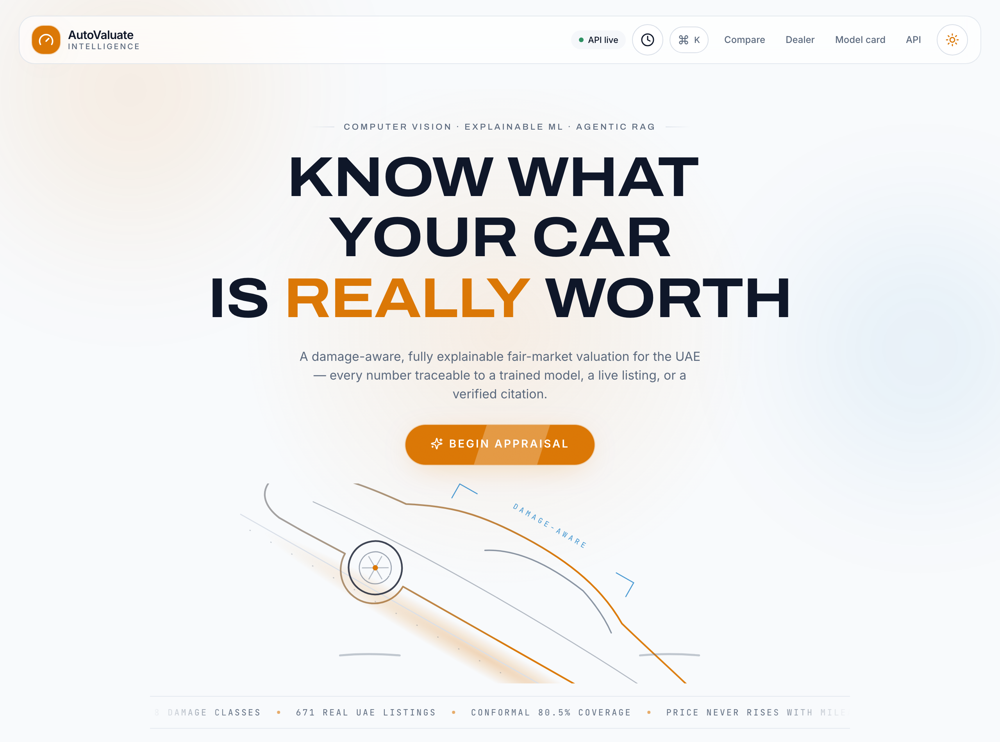 AutoValuate
INTELLIGENCE
API live
⌘ K
Compare
Dealer
Model card
API
COMPUTER VISION · EXPLAINABLE ML · AGENTIC RAG
KNOW WHAT
YOUR CAR
IS REALLY WORTH
A damage-aware, fully explainable fair-market valuation for the UAE
— every number traceable to a trained model, a live listing, or a
verified citation.
BEGIN APPRAISAL
DAMAGE-AWARE
8 DAMAGE CLASSES • 671 REAL UAE LISTINGS • CONFORMAL 80.5% COVERAGE • PRICE NEVER RISES WITH MILE